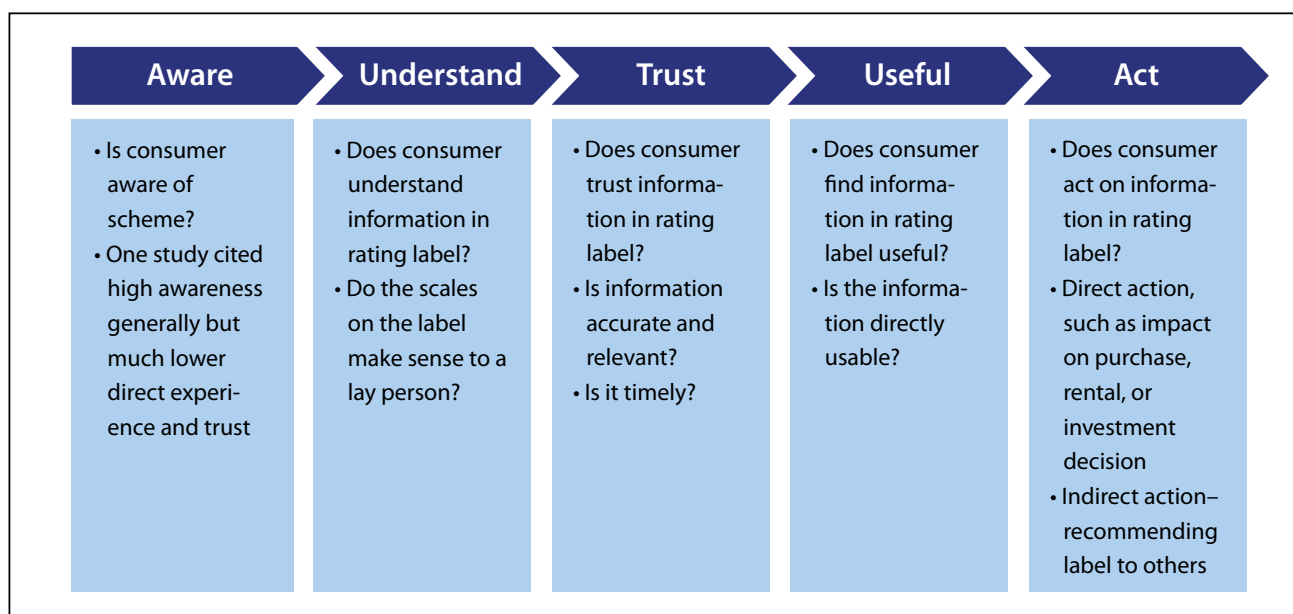 Aware
Understand
Trust
Useful
Act
• Is consumer
aware of
scheme?
• One study cited
high awareness
generally but
much lower
direct experi-
ence and trust
• Does consumer
understand
information in
rating label?
• Do the scales
on the label
make sense to a
lay person?
• Does consumer
trust informa-
tion in rating
label?
• Is information
accurate and
relevant?
• Is it timely?
• Does consumer
find informa-
tion in rating
label useful?
• Is the informa-
tion directly
usable?
• Does consumer
act on informa-
tion in rating
label?
• Direct action,
such as impact
on purchase,
rental, or
investment
decision
• Indirect action–
recommending
label to others